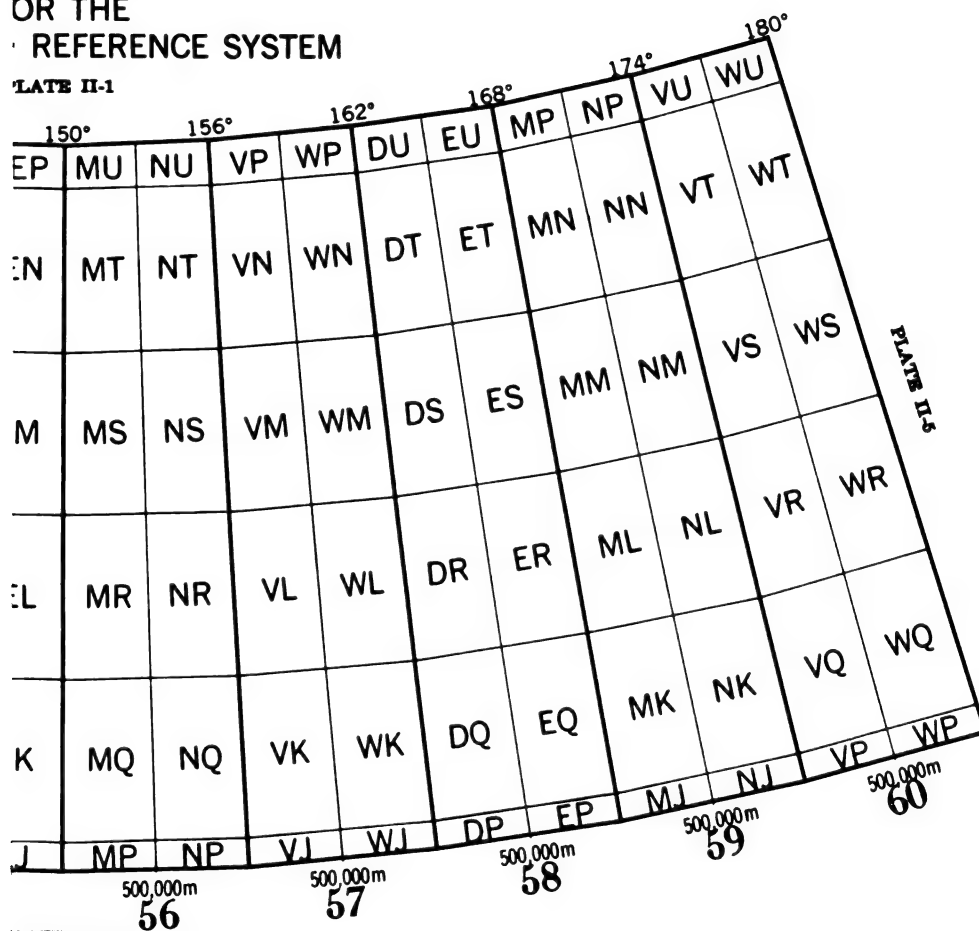 OR THE
REFERENCE SYSTEM
PLATE II-1
150° 156° 162° 168° 174° 180°
EP MU NU VP WP DU EU MP NP VU WU
EN MT NT VN WN DT ET MN NN VT WT
M MS NS VM WM DS ES MM NM VS WS
PLATE II-5
EL MR NR VL WL DR ER ML NL VR WR
K MQ NQ VK WK DQ EQ MK NK VQ WQ
J MP NP VJ WJ DP EP MJ NJ VP WP
500,000m 500,000m 500,000m 500,000m 500,000m
56 57 58 59 60